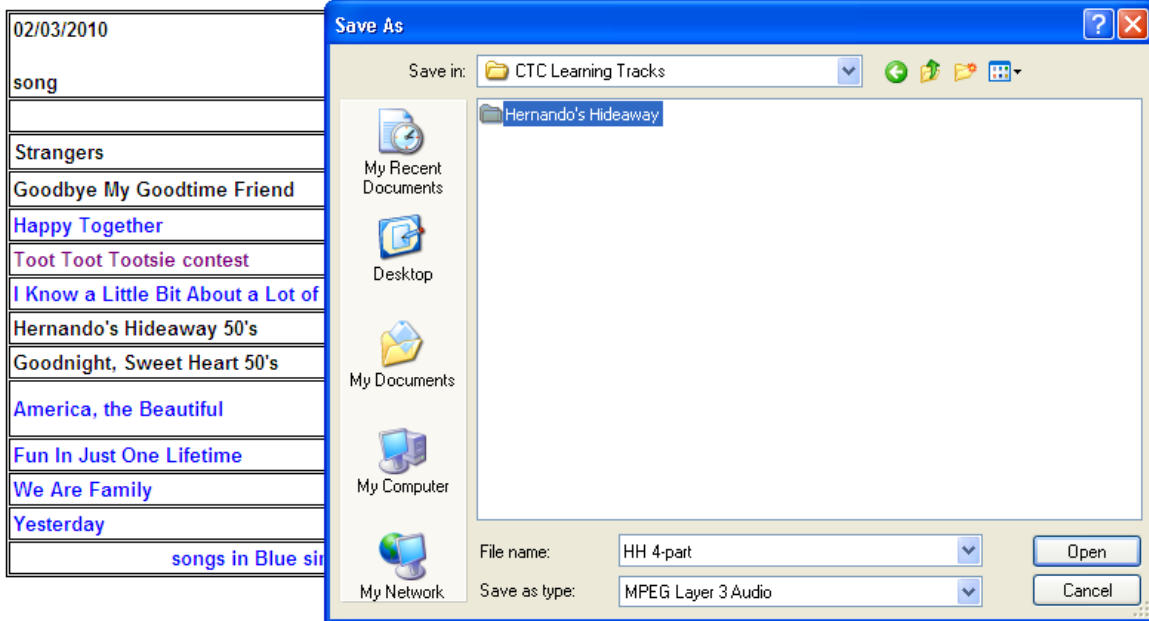 02/03/2010
song
Strangers
Goodbye My Goodtime Friend
Happy Together
Toot Toot Tootsie contest
I Know a Little Bit About a Lot of
Hernando's Hideaway 50's
Goodnight, Sweet Heart 50's
America, the Beautiful
Fun In Just One Lifetime
We Are Family
Yesterday
songs in Blue
Save As
Save in:
CTC Learning Tracks
Hernando's Hideaway
My Recent
Documents
Desktop
My Documents
My Computer
My Network
File name:
HH 4-part
Open
Save as type:
MPEG Layer 3 Audio
Cancel